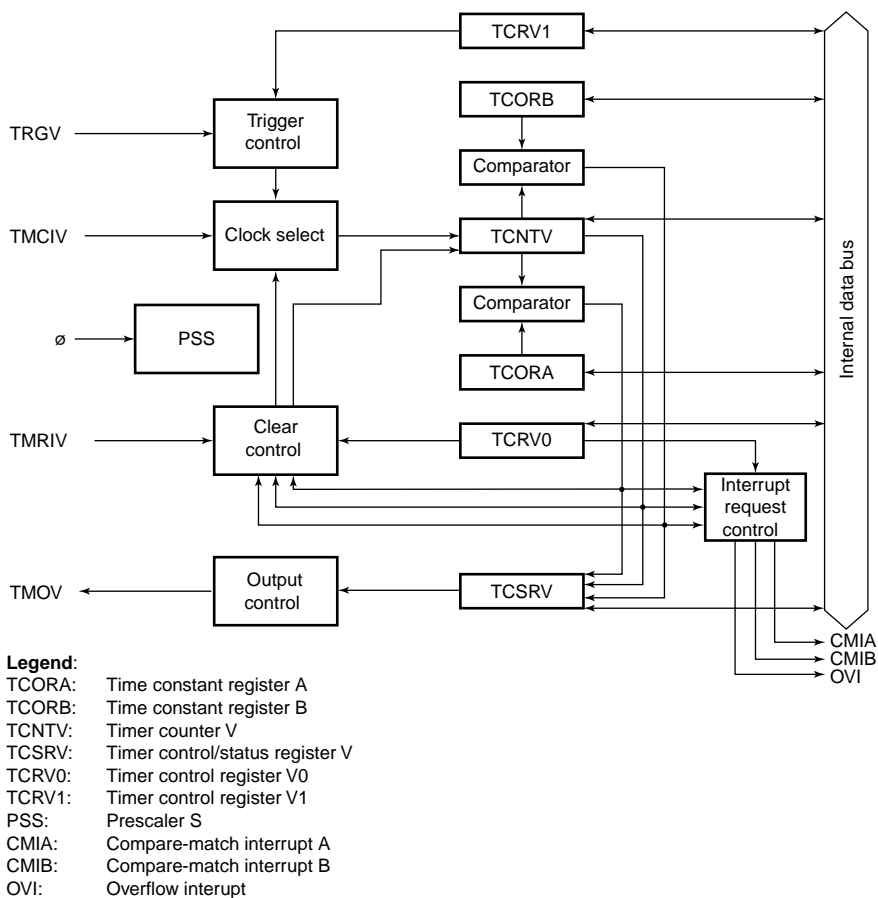 TCRV1
TCORB
TRGV
Trigger
control
Comparator
TMCIV
Clock select
TCNTV
Internal data bus
Comparator
ø
PSS
TCORA
TMRIV
Clear
control
TCRV0
Interrupt
request
control
TMOV
Output
control
TCSRV
CMIA
CMIB
OVI
Legend:
TCORA: Time constant register A
TCORB: Time constant register B
TCNTV: Timer counter V
TCSRV: Timer control/status register V
TCRV0: Timer control register V0
TCRV1: Timer control register V1
PSS: Prescaler S
CMIA: Compare-match interrupt A
CMIB: Compare-match interrupt B
OVI: Overflow interupt